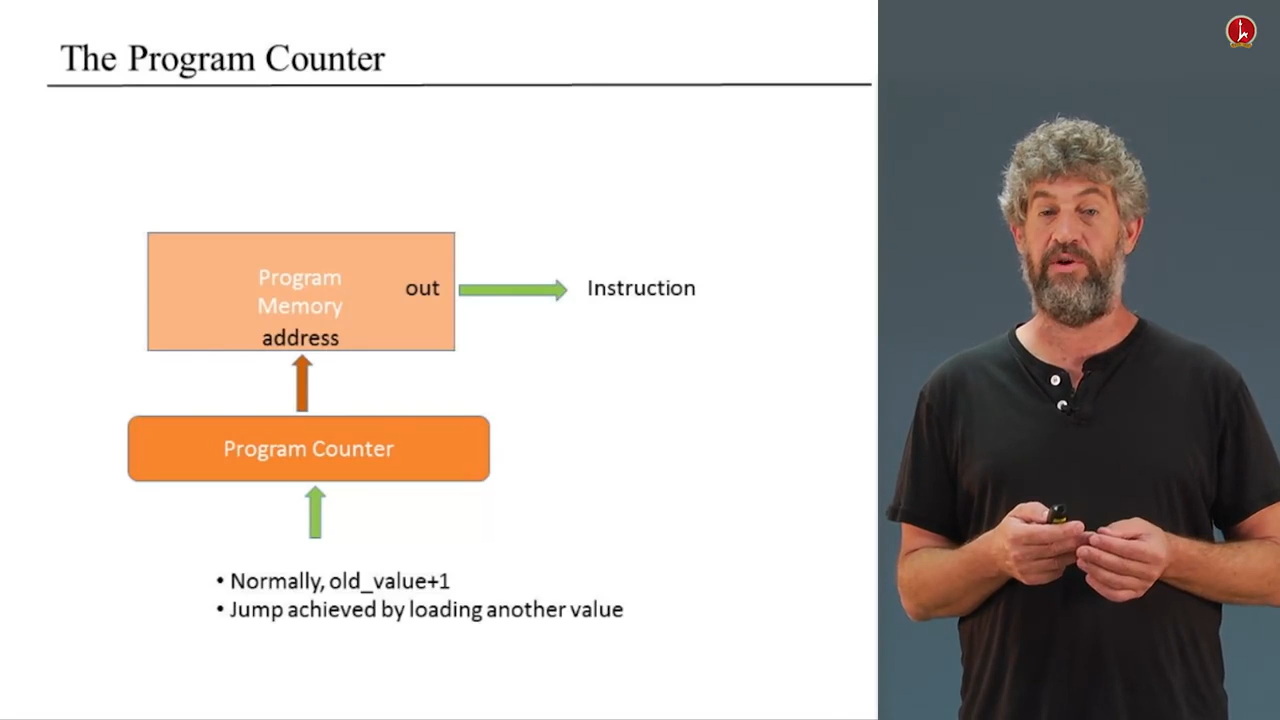 The Program Counter
Program
Memory
out
Instruction
address
Program Counter
• Normally, old_value+1
• Jump achieved by loading another value